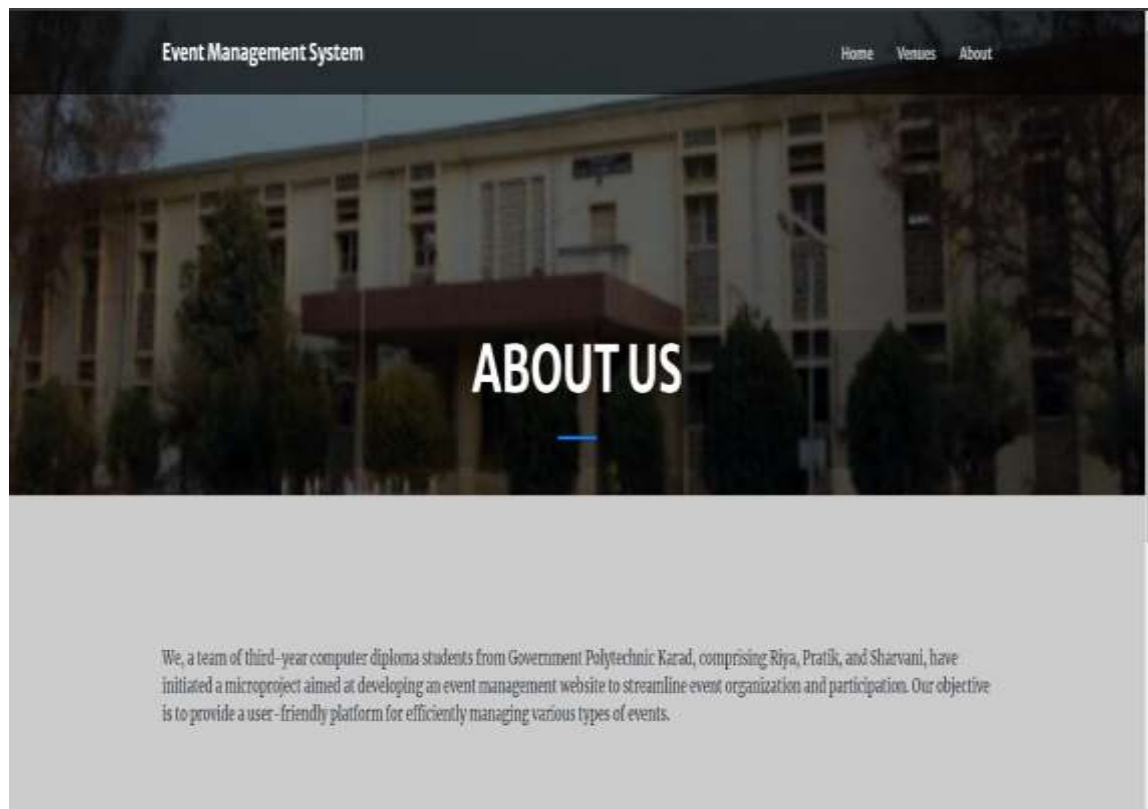 Event Management System
Home Venues About
ABOUT US
We, a team of third-year computer diploma students from Government Polytechnic Karad, comprising Riya, Pratik, and Sharvani, have
initiated a microproject aimed at developing an event management website to streamline event organization and participation. Our objective
is to provide a user-friendly platform for efficiently managing various types of events.